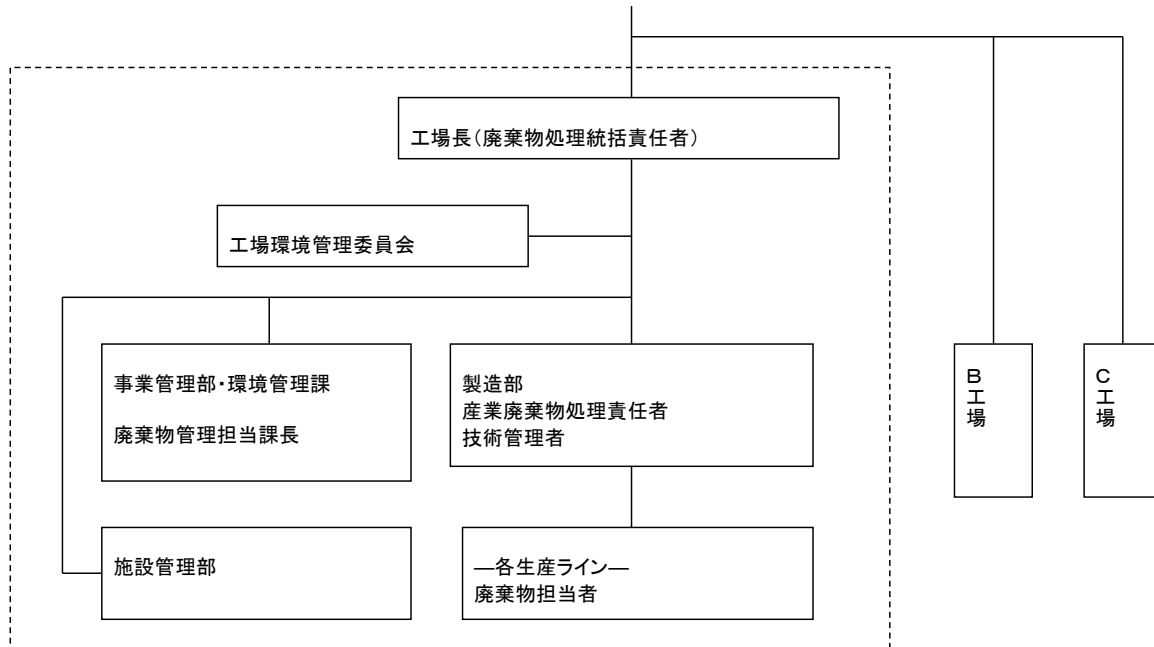 工場長(廃棄物処理統括責任者)
工場環境管理委員会
事業管理部・環境管理課
廃棄物管理担当課長
製造部
産業廃棄物処理責任者
技術管理者
施設管理部
―各生産ライン―
廃棄物担当者
B工場
C工場